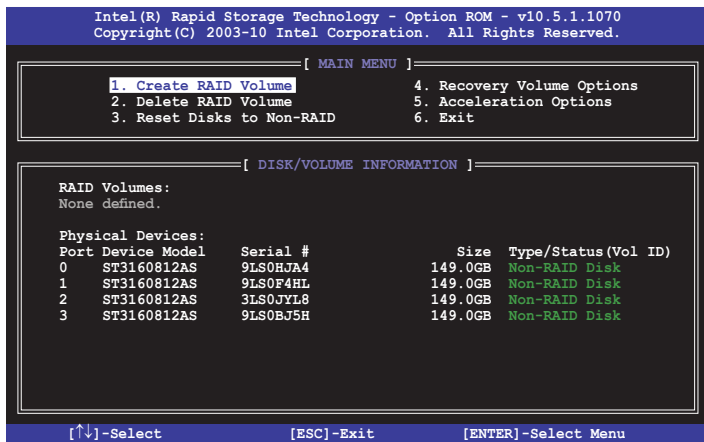 Intel(R) Rapid Storage Technology - Option ROM - v10.5.1.1070
Copyright(C) 2003-10 Intel Corporation. All Rights Reserved.
[ MAIN MENU ]
1. Create RAID Volume 4. Recovery Volume Options
2. Delete RAID Volume 5. Acceleration Options
3. Reset Disks to Non-RAID 6. Exit
[ DISK/VOLUME INFORMATION ]
RAID Volumes:
None defined.
Physical Devices:
Port Device Model Serial # Size Type/Status(Vol ID)
0 ST3160812AS 9LS0HJA4 149.0GB Non-RAID Disk
1 ST3160812AS 9LS0F4HL 149.0GB Non-RAID Disk
2 ST3160812AS 3LS0JYL8 149.0GB Non-RAID Disk
3 ST3160812AS 9LS0BJ5H 149.0GB Non-RAID Disk
[↑↓]-Select [ESC]-Exit [ENTER]-Select Menu